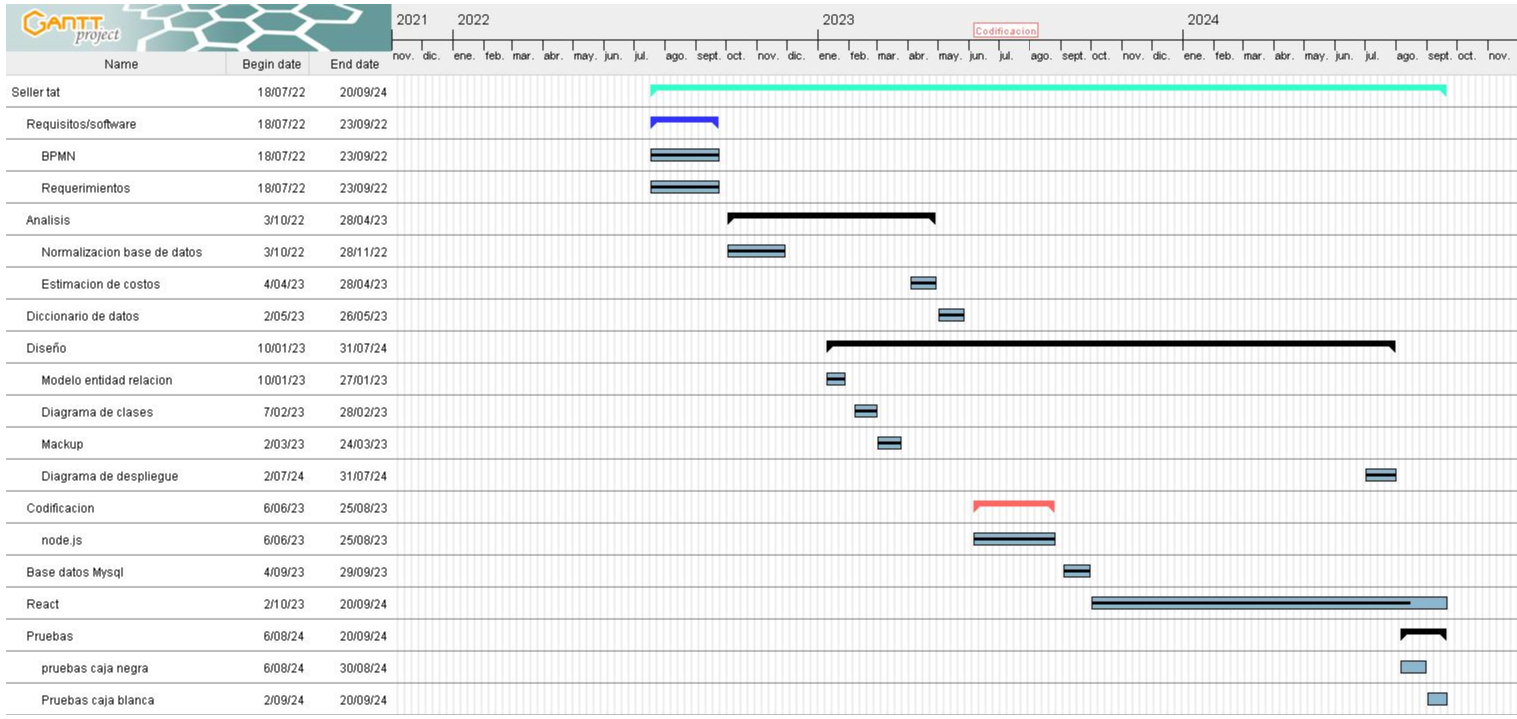 GANTT project
2021 2022 2023 2024
Codificacion
nov. dic. ene. feb. mar. abr. may. jun. jul. ago. sept. oct. nov. dic. ene. feb. mar. abr. may. jun. jul. ago. sept. oct. nov. dic. ene. feb. mar. abr. may. jun. jul. ago. sept. oct. nov.
Name Begin date End date
Seller tat 18/07/22 20/09/24
Requisitos/software 18/07/22 23/09/22
BPMN 18/07/22 23/09/22
Requerimientos 18/07/22 23/09/22
Analisis 3/10/22 28/04/23
Normalizacion base de datos 3/10/22 28/11/22
Estimacion de costos 4/04/23 28/04/23
Diccionario de datos 2/05/23 26/05/23
Diseño 10/01/23 31/07/24
Modelo entidad relacion 10/01/23 27/01/23
Diagrama de clases 7/02/23 28/02/23
Mackup 2/03/23 24/03/23
Diagrama de despliegue 2/07/24 31/07/24
Codificacion 6/06/23 25/08/23
node.js 6/06/23 25/08/23
Base datos Mysql 4/09/23 29/09/23
React 2/10/23 20/09/24
Pruebas 6/08/24 20/09/24
pruebas caja negra 6/08/24 30/08/24
Pruebas caja blanca 2/09/24 20/09/24